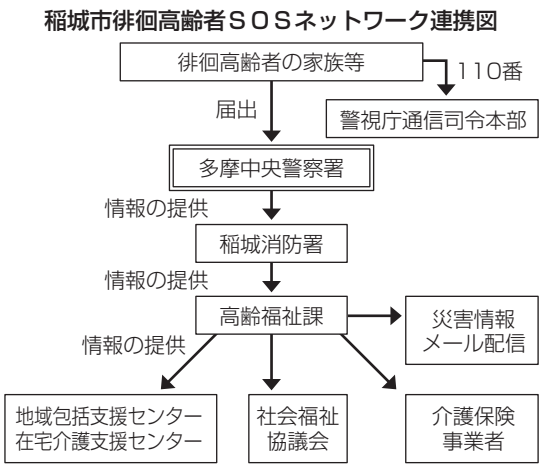 稲城市徘徊高齢者ＳＯＳネットワーク連携図
徘徊高齢者の家族等
110番
届出
警視庁通信司令本部
多摩中央警察署
情報の提供
稲城消防署
情報の提供
高齢福祉課
災害情報
メール配信
情報の提供
地域包括支援センター
在宅介護支援センター
社会福祉
協議会
介護保険
事業者